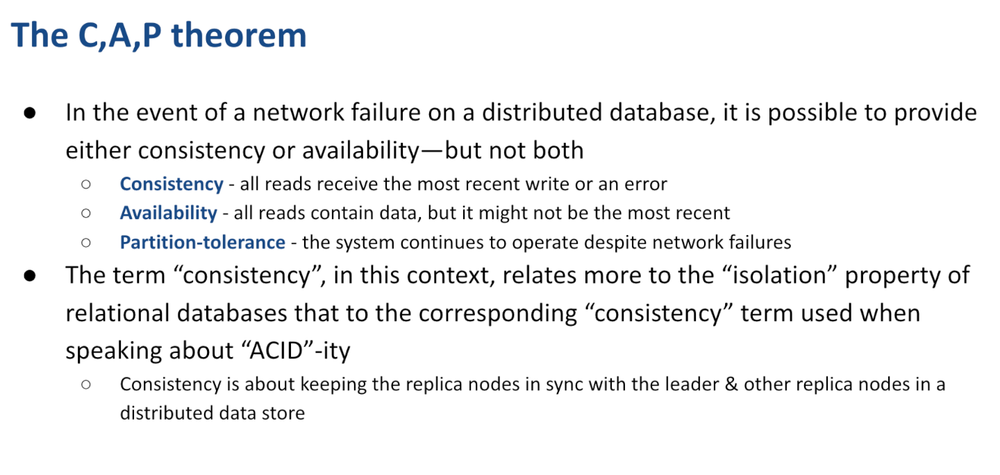 The C,A,P theorem
● In the event of a network failure on a distributed database, it is possible to provide
either consistency or availability—but not both
○ Consistency - all reads receive the most recent write or an error
○ Availability - all reads contain data, but it might not be the most recent
○ Partition-tolerance - the system continues to operate despite network failures
● The term “consistency”, in this context, relates more to the “isolation” property of
relational databases that to the corresponding “consistency” term used when
speaking about “ACID”-ity
○ Consistency is about keeping the replica nodes in sync with the leader & other replica nodes in a
distributed data store